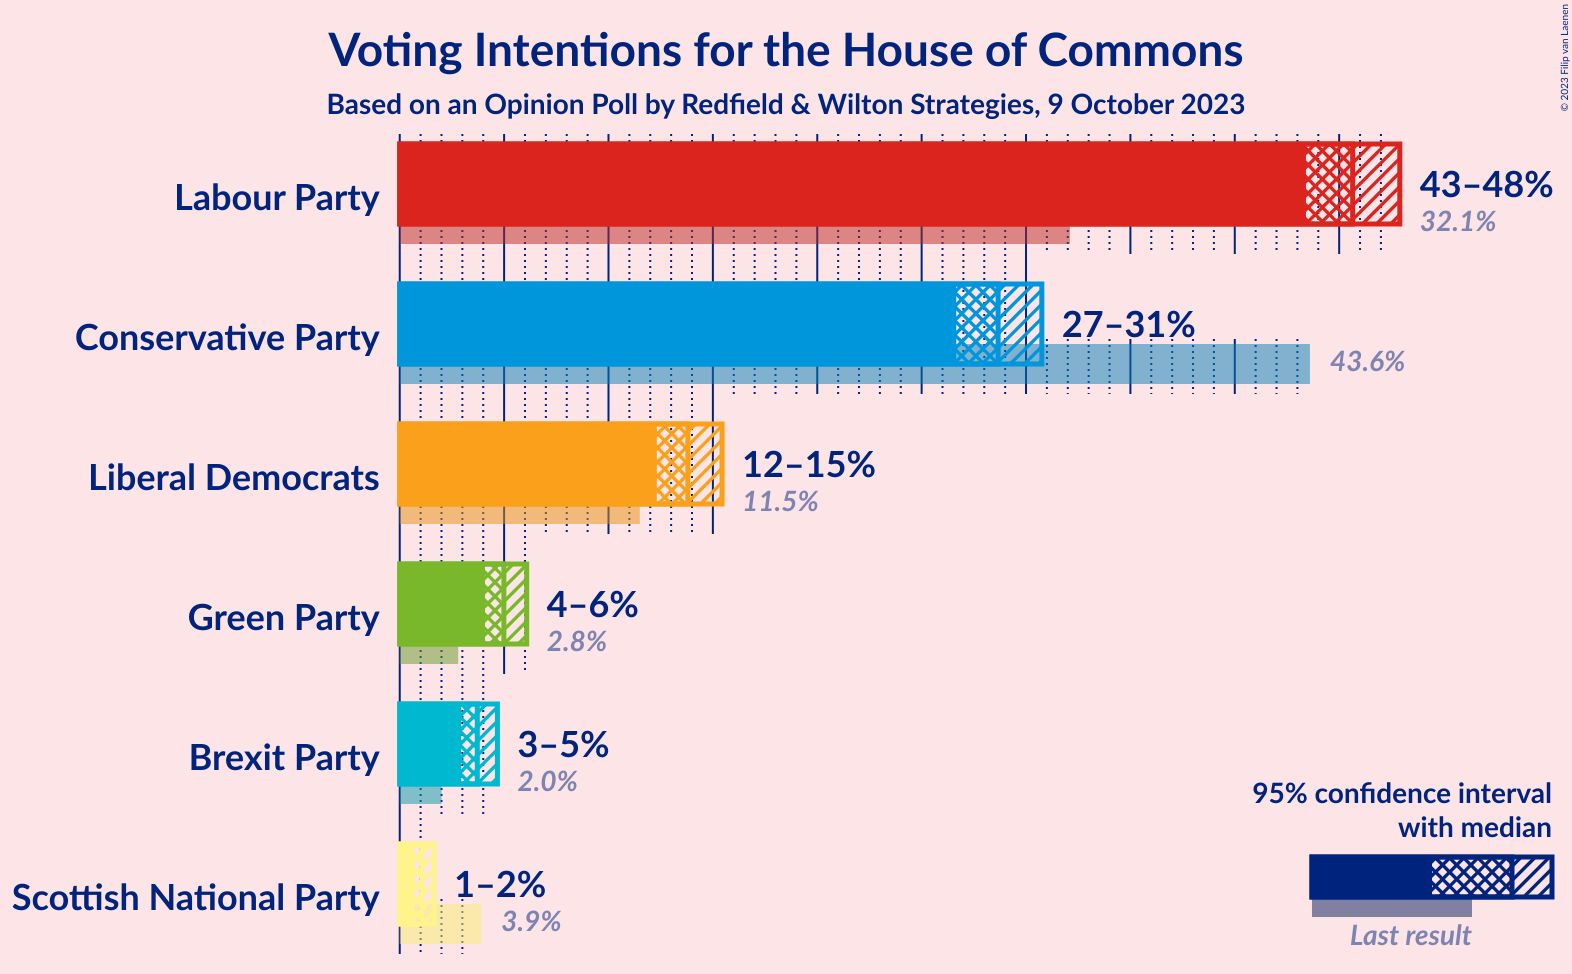 Voting Intentions for the House of Commons
Based on an Opinion Poll by Redfield & Wilton Strategies, 9 October 2023
© 2023 Filip van Laenen
Labour Party
43–48%
32.1%
Conservative Party
27–31%
43.6%
Liberal Democrats
12–15%
11.5%
Green Party
4–6%
2.8%
Brexit Party
3–5%
2.0%
Scottish National Party
1–2%
3.9%
95% confidence interval
with median
Last result